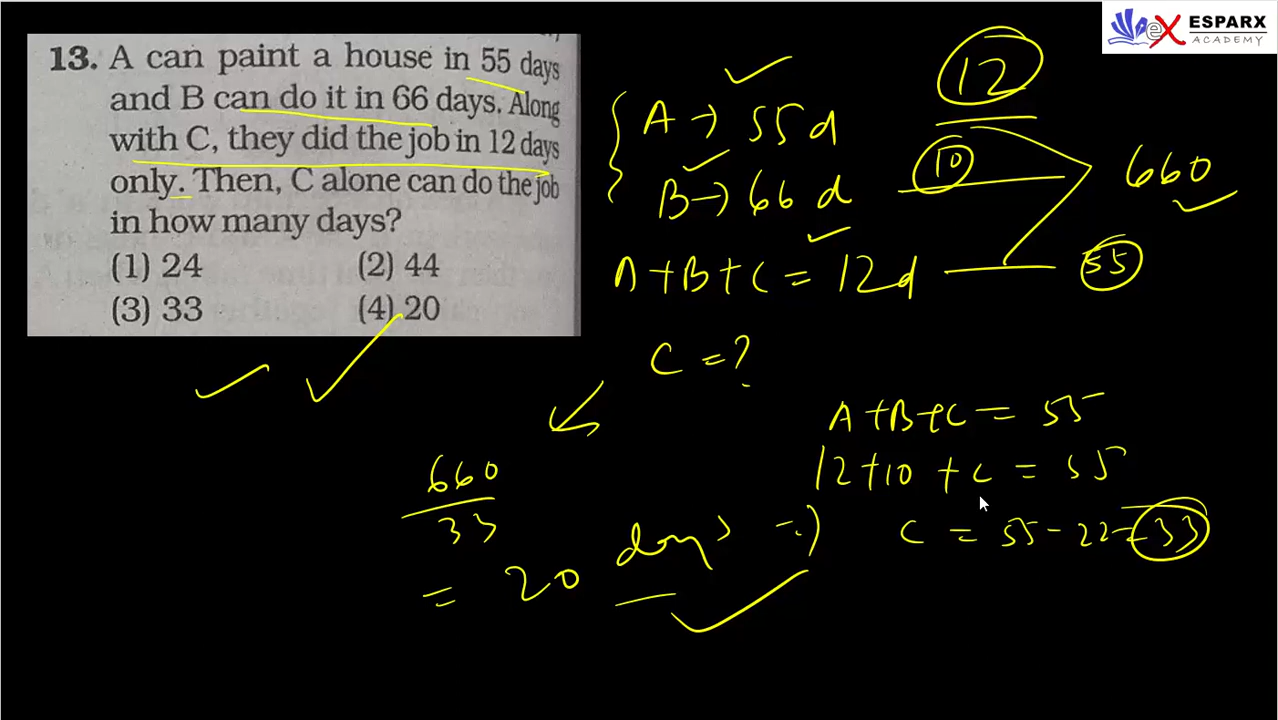 ex ESPARX
ACADEMY
13. A can paint a house in 55 days
and B can do it in 66 days. Along
with C, they did the job in 12 days
only. Then, C alone can do the job
in how many days?
(1) 24 (2) 44
(3) 33 (4) 20
12
A → 55d
10
660
B → 66 d
A+B+C = 12d
55
C = ?
A+B+C = 55
12+10 + C = 55
C = 55-22=33
660
33
= 20 days